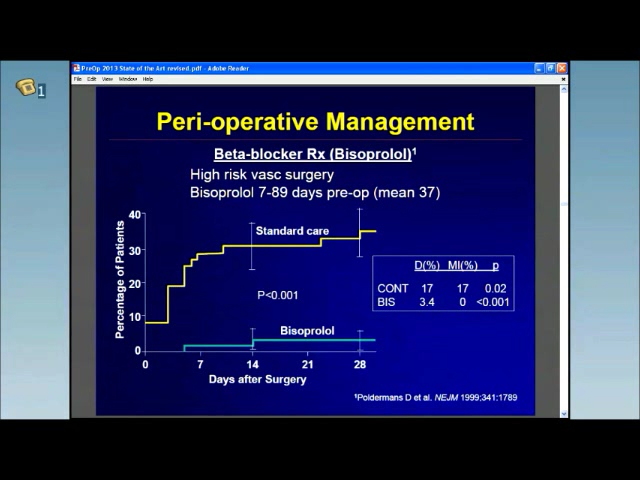 PreOp 2013 State of the Art revised.pdf - Adobe Reader
File Edit View Window Help
1
Peri-operative Management
Beta-blocker Rx (Bisoprolol)¹
High risk vasc surgery
Bisoprolol 7-89 days pre-op (mean 37)
Percentage of Patients
40
30
20
10
0
Standard care
P<0.001
Bisoprolol
0 7 14 21 28
Days after Surgery
D(%) MI(%) p
CONT 17 17 0.02
BIS 3.4 0 <0.001
¹Poldermans D et al. NEJM 1999;341:1789